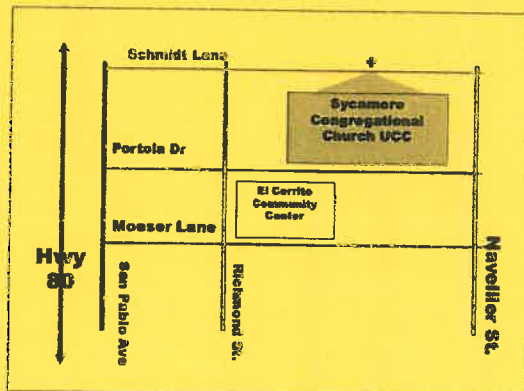 Schmidt Lane
Sycamore
Congregational
Church UCC
Portola Dr
El Cerrito
Community
Center
Moeser Lane
Hwy
80
San Pablo Ave
Richmond St.
Navellier St.